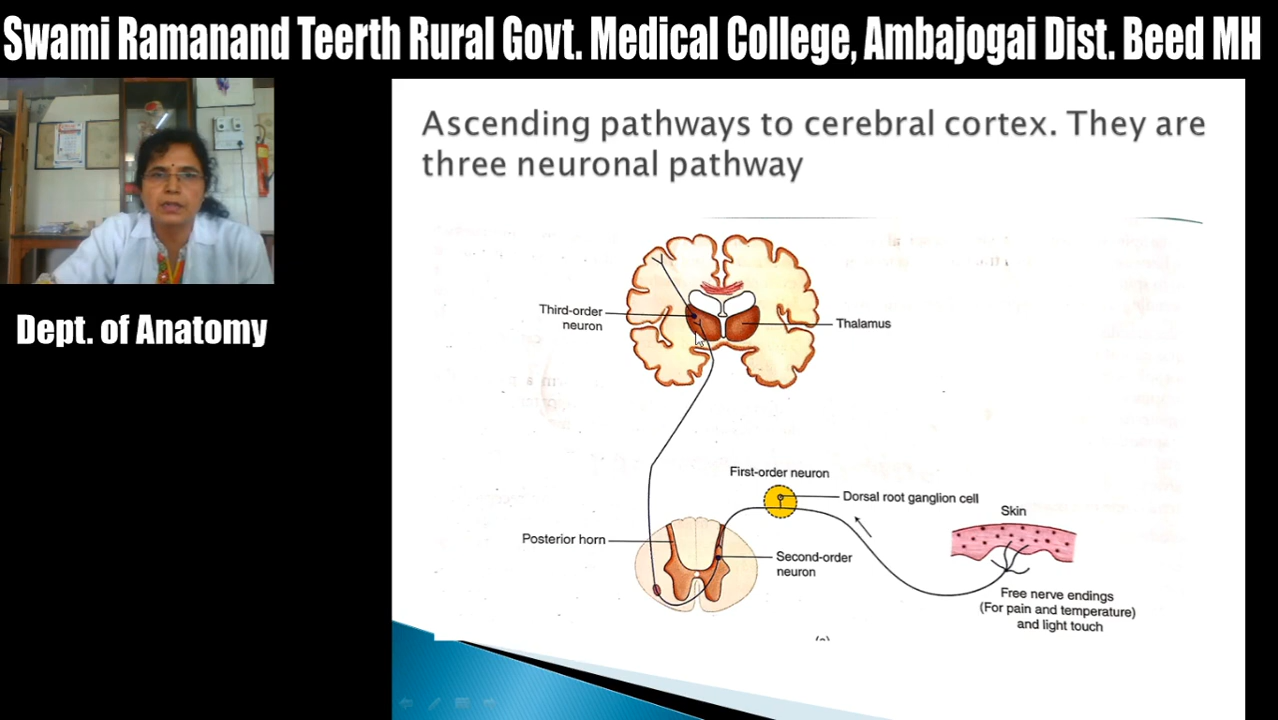 Swami Ramanand Teerth Rural Govt. Medical College, Ambajogai Dist. Beed MH
Dept. of Anatomy
Ascending pathways to cerebral cortex. They are
three neuronal pathway
Third-order
neuron
Thalamus
First-order neuron
Dorsal root ganglion cell
Skin
Posterior horn
Second-order
neuron
Free nerve endings
(For pain and temperature)
and light touch